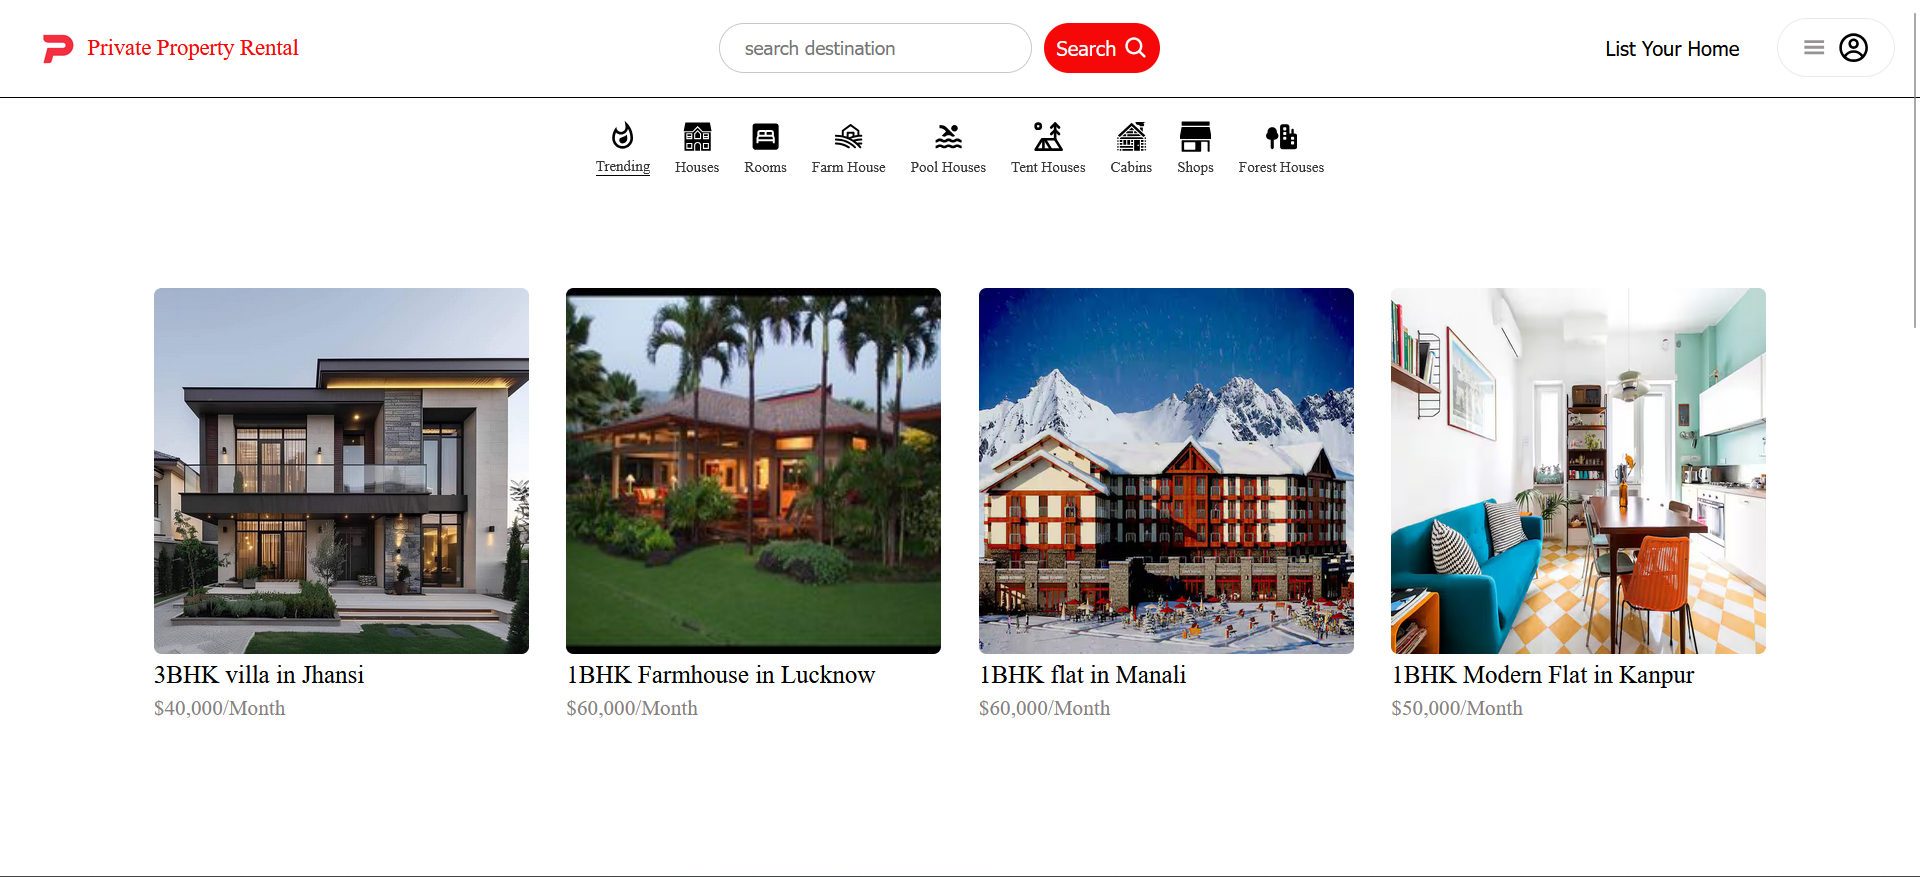 Private Property Rental
search destination
Search
List Your Home
Trending
Houses
Rooms
Farm House
Pool Houses
Tent Houses
Cabins
Shops
Forest Houses
3BHK villa in Jhansi
$40,000/Month
1BHK Farmhouse in Lucknow
$60,000/Month
1BHK flat in Manali
$60,000/Month
1BHK Modern Flat in Kanpur
$50,000/Month